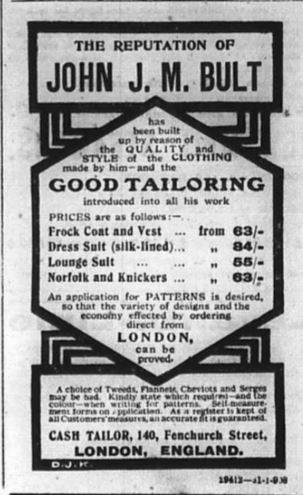 THE REPUTATION OF
JOHN J. M. BULT
has
been built
up by reason of
the QUALITY and
STYLE of the CLOTHING
made by him—and the
GOOD TAILORING
introduced into all his work
PRICES are as follows:—
Frock Coat and Vest ... from 63/-
Dress Suit (silk-lined)... „ 84/-
Lounge Suit ... ... „ 55/-
Norfolk and Knickers ... „ 63/-
An application for PATTERNS is desired,
so that the variety of designs and the
economy effected by ordering
direct from
LONDON,
can be
proved.
A choice of Tweeds, Flannels, Cheviots and Serges
may be had. Kindly state which required—and the
colour—when writing for patterns. Self-measure-
ment forms on application. As a register is kept of
all Customers' measures, an accurate fit is guaranteed.
CASH TAILOR, 140, Fenchurch Street,
LONDON, ENGLAND.
D.J.K.
19412—31-1-908